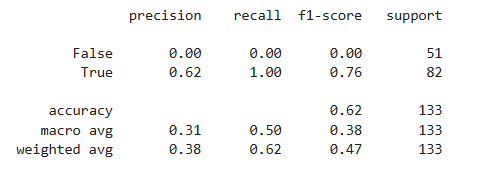 precision recall f1-score support
False 0.00 0.00 0.00 51
True 0.62 1.00 0.76 82
accuracy 0.62 133
macro avg 0.31 0.50 0.38 133
weighted avg 0.38 0.62 0.47 133